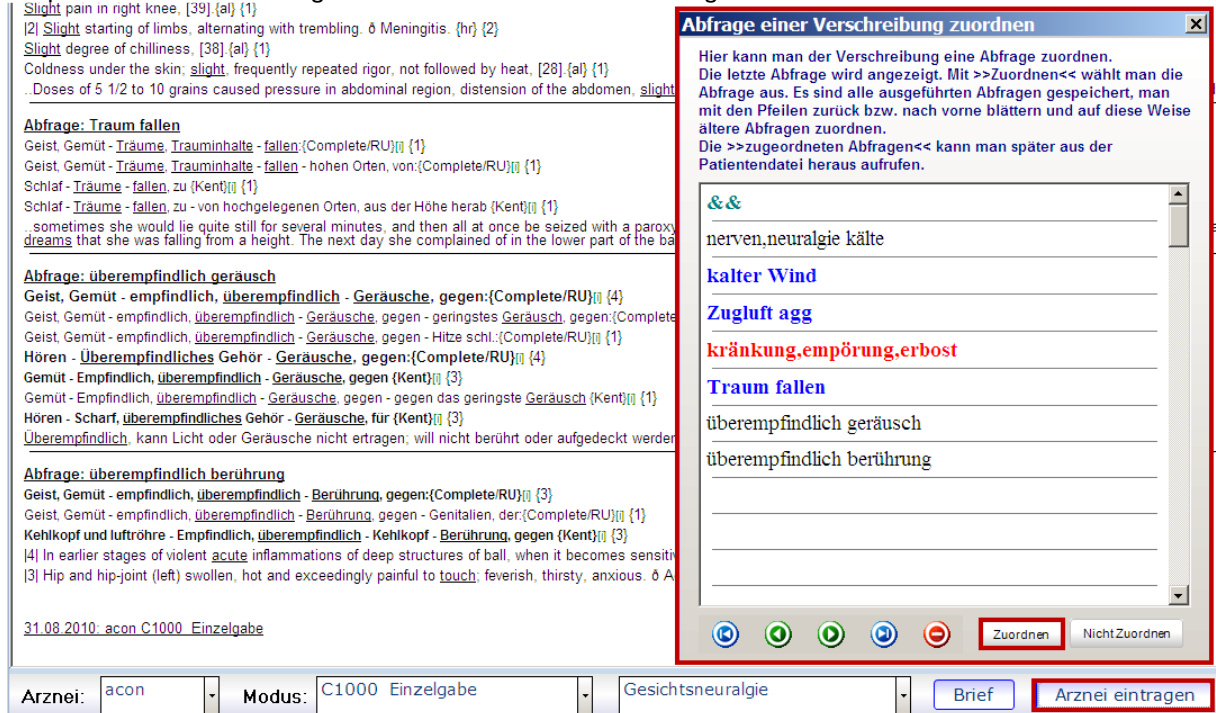 Slight pain in right knee, [39].{al} {1}
|2| Slight starting of limbs, alternating with trembling. ð Meningitis. {hr} {2}
Slight degree of chilliness, [38].{al} {1}
Coldness under the skin; slight, frequently repeated rigor, not followed by heat, [28].{al} {1}
..Doses of 5 1/2 to 10 grains caused pressure in abdominal region, distension of the abdomen, slight
Abfrage: Traum fallen
Geist, Gemüt - Träume, Trauminhalte - fallen:{Complete/RU}[i] {1}
Geist, Gemüt - Träume, Trauminhalte - fallen - hohen Orten, von:{Complete/RU}[i] {1}
Schlaf - Träume - fallen, zu {Kent}[i] {1}
Schlaf - Träume - fallen, zu - von hochgelegenen Orten, aus der Höhe herab {Kent}[i] {1}
..sometimes she would lie quite still for several minutes, and then all at once be seized with a paroxy
dreams that she was falling from a height. The next day she complained of in the lower part of the ba
Abfrage: überempfindlich geräusch
Geist, Gemüt - empfindlich, überempfindlich - Geräusche, gegen:{Complete/RU}[i] {4}
Geist, Gemüt - empfindlich, überempfindlich - Geräusche, gegen - geringstes Geräusch, gegen:{Complete
Geist, Gemüt - empfindlich, überempfindlich - Geräusche, gegen - Hitze schl.:{Complete/RU}[i] {1}
Hören - Überempfindliches Gehör - Geräusche, gegen:{Complete/RU}[i] {4}
Gemüt - Empfindlich, überempfindlich - Geräusche, gegen {Kent}[i] {3}
Gemüt - Empfindlich, überempfindlich - Geräusche, gegen - gegen das geringste Geräusch {Kent}[i] {1}
Hören - Scharf, überempfindliches Gehör - Geräusche, für {Kent}[i] {3}
Überempfindlich, kann Licht oder Geräusche nicht ertragen; will nicht berührt oder aufgedeckt werden
Abfrage: überempfindlich berührung
Geist, Gemüt - empfindlich, überempfindlich - Berührung, gegen:{Complete/RU}[i] {3}
Geist, Gemüt - empfindlich, überempfindlich - Berührung, gegen - Genitalien, der:{Complete/RU}[i] {1}
Kehlkopf und luftröhre - Empfindlich, überempfindlich - Kehlkopf - Berührung, gegen {Kent}[i] {3}
|4| In earlier stages of violent acute inflammations of deep structures of ball, when it becomes sensitiv
|3| Hip and hip-joint (left) swollen, hot and exceedingly painful to touch; feverish, thirsty, anxious. ð A
31.08.2010: acon C1000 Einzelgabe
Abfrage einer Verschreibung zuordnen
Hier kann man der Verschreibung eine Abfrage zuordnen.
Die letzte Abfrage wird angezeigt. Mit >>Zuordnen<< wählt man die
Abfrage aus. Es sind alle ausgeführten Abfragen gespeichert, man
mit den Pfeilen zurück bzw. nach vorne blättern und auf diese Weise
ältere Abfragen zuordnen.
Die >>zugeordneten Abfragen<< kann man später aus der
Patientendatei heraus aufrufen.
&&
nerven,neuralgie kälte
kalter Wind
Zugluft agg
kränkung,empörung,erbost
Traum fallen
überempfindlich geräusch
überempfindlich berührung
Zuordnen NichtZuordnen
Arznei: acon Modus: C1000 Einzelgabe Gesichtsneuralgie Brief Arznei eintragen